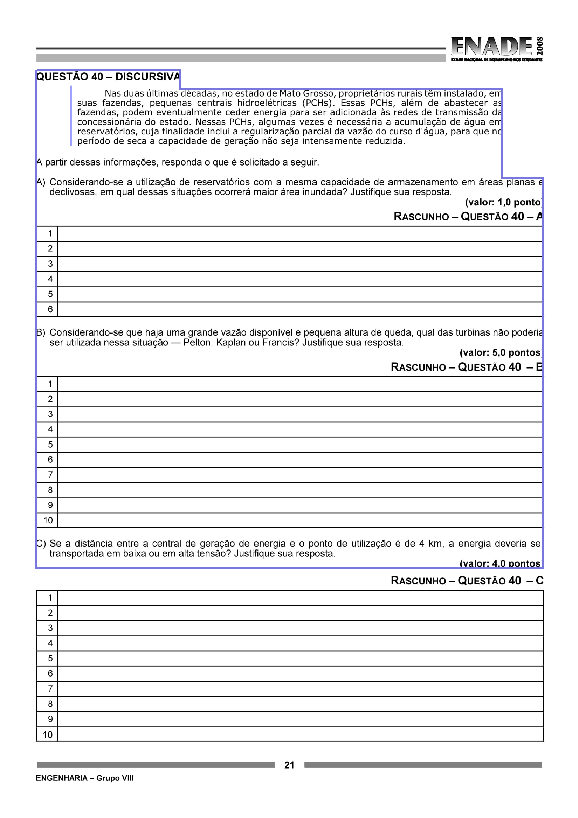 ENADE 2008
EXAME NACIONAL DE DESEMPENHO DOS ESTUDANTES
QUESTÃO 40 – DISCURSIVA
Nas duas últimas décadas, no estado de Mato Grosso, proprietários rurais têm instalado, em
suas fazendas, pequenas centrais hidroelétricas (PCHs). Essas PCHs, além de abastecer as
fazendas, podem eventualmente ceder energia para ser adicionada às redes de transmissão da
concessionária do estado. Nessas PCHs, algumas vezes é necessária a acumulação de água em
reservatórios, cuja finalidade inclui a regularização parcial da vazão do curso d'água, para que no
período de seca a capacidade de geração não seja intensamente reduzida.
A partir dessas informações, responda o que é solicitado a seguir.
A) Considerando-se a utilização de reservatórios com a mesma capacidade de armazenamento em áreas planas e
declivosas, em qual dessas situações ocorrerá maior área inundada? Justifique sua resposta.
(valor: 1,0 ponto
RASCUNHO – QUESTÃO 40 – A
1
2
3
4
5
6
B) Considerando-se que haja uma grande vazão disponível e pequena altura de queda, qual das turbinas não poderia
ser utilizada nessa situação — Pelton, Kaplan ou Francis? Justifique sua resposta.
(valor: 5,0 pontos
RASCUNHO – QUESTÃO 40 – B
1
2
3
4
5
6
7
8
9
10
C) Se a distância entre a central de geração de energia e o ponto de utilização é de 4 km, a energia deveria se
transportada em baixa ou em alta tensão? Justifique sua resposta.
(valor: 4,0 pontos
RASCUNHO – QUESTÃO 40 – C
1
2
3
4
5
6
7
8
9
10
21
ENGENHARIA – Grupo VIII